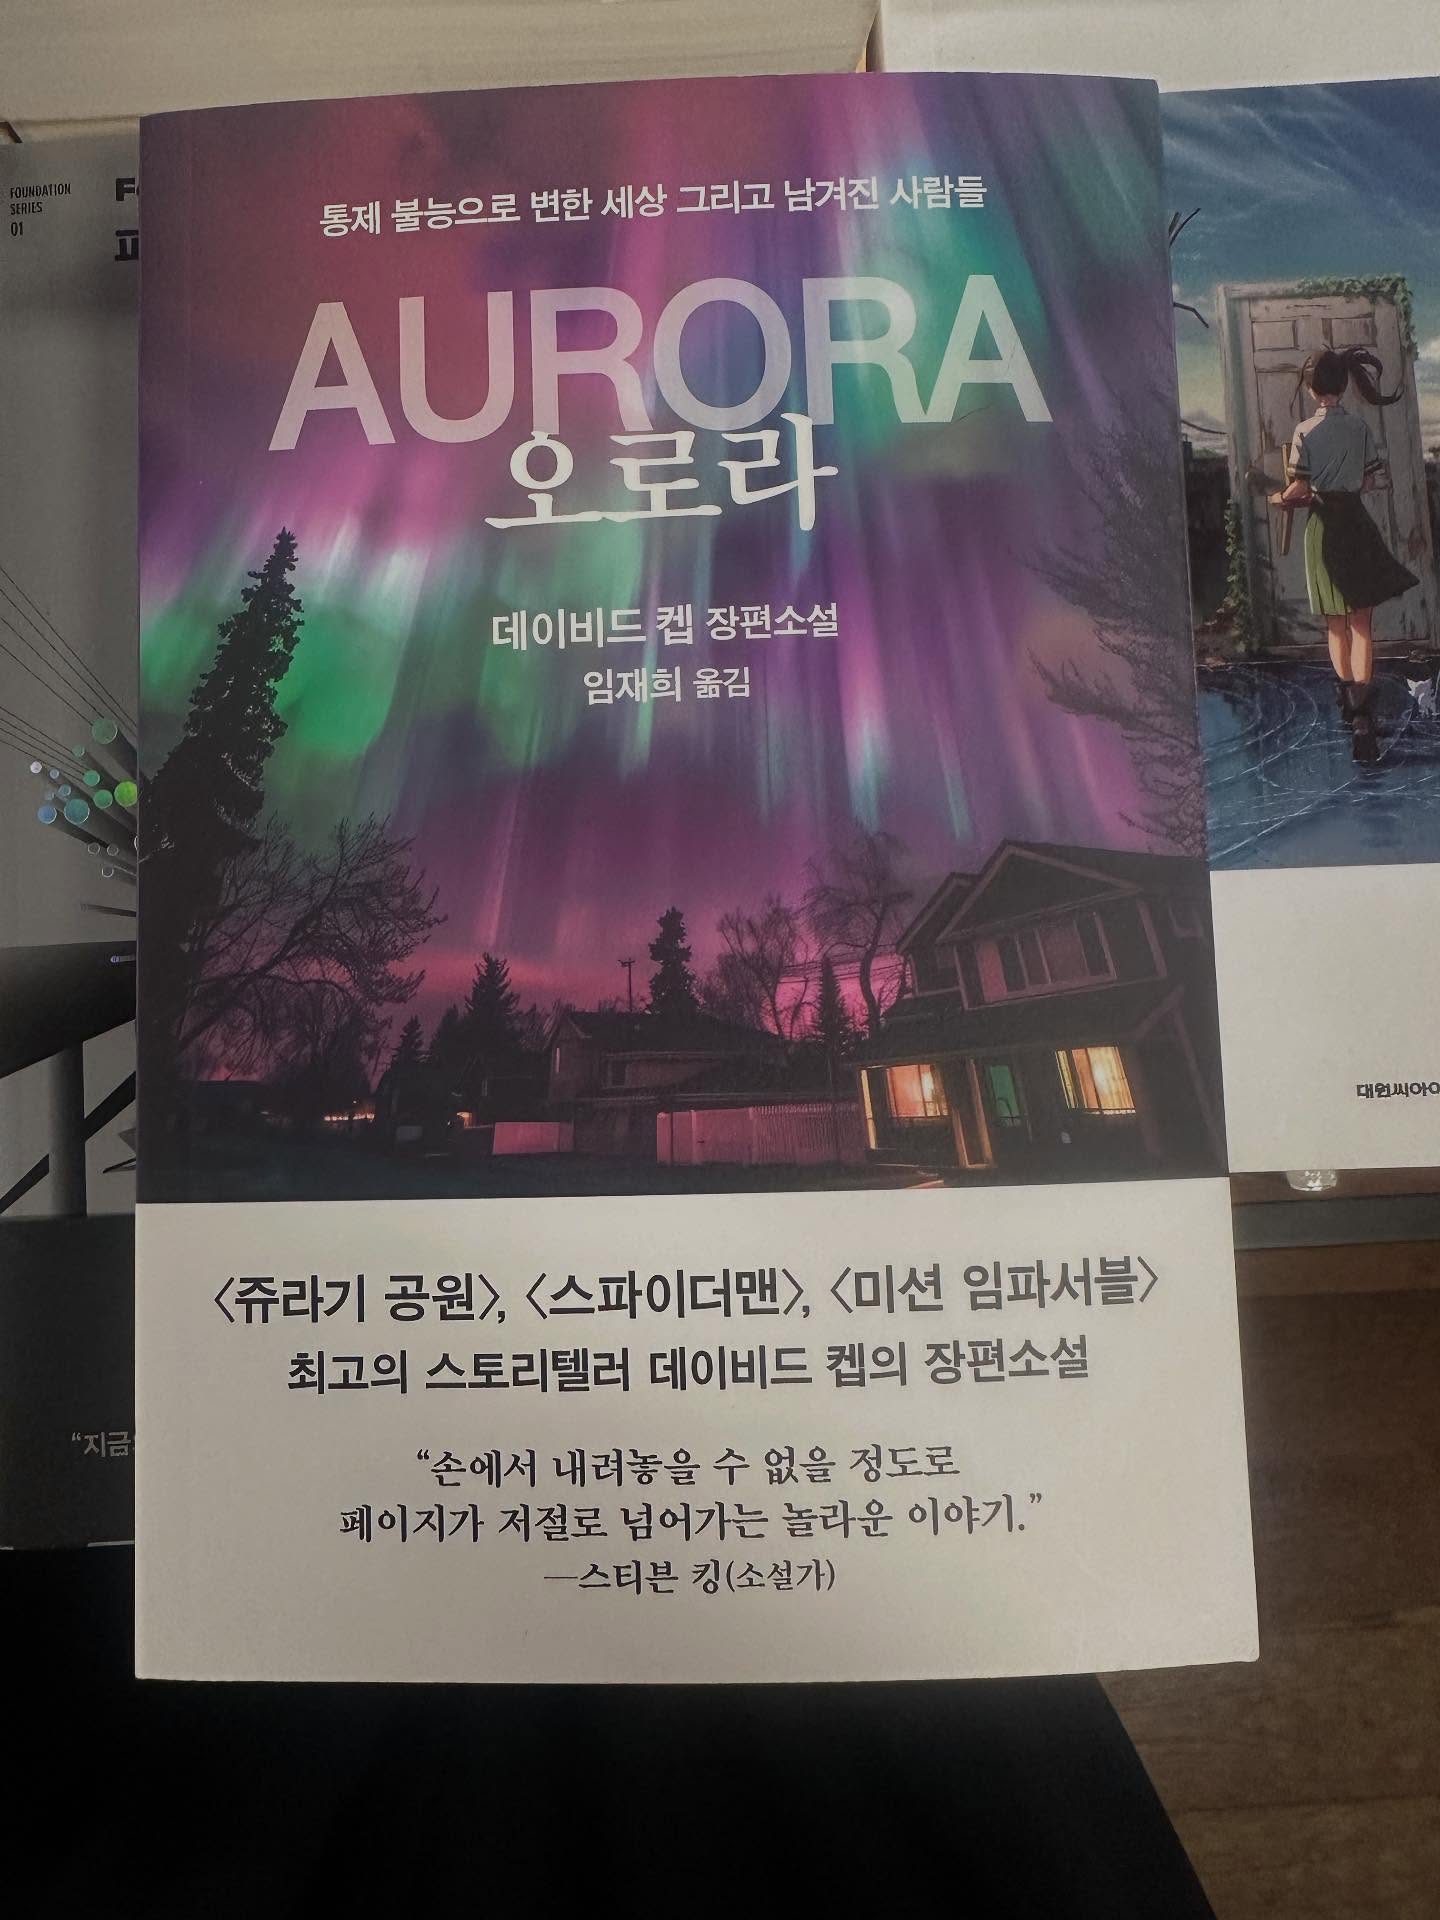 FOUNDATION
SERIES
01
통제 불능으로 변한 세상 그리고 남겨진 사람들
AURORA
오로라
데이비드 켑 장편소설
임재희 옮김
<쥬라기 공원>, <스파이더맨>, <미션 임파서블>
최고의 스토리텔러 데이비드 켑의 장편소설
“손에서 내려놓을 수 없을 정도로
페이지가 저절로 넘어가는 놀라운 이야기.”
—스티븐 킹(소설가)
대원씨아이